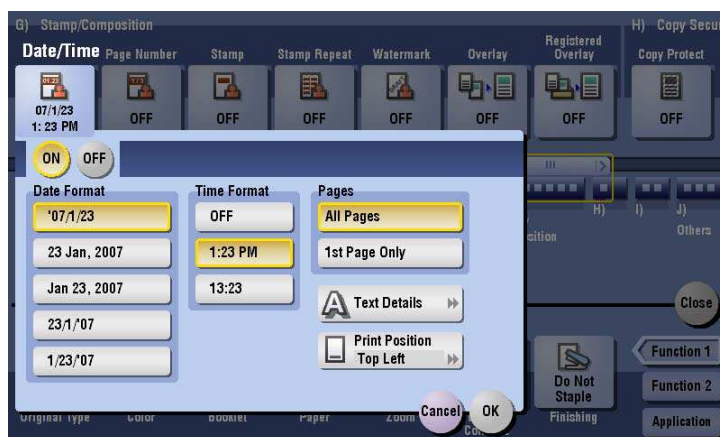 G) Stamp/Composition
H) Copy Secu
Date/Time
Page Number
Stamp
Stamp Repeat
Watermark
Overlay
Registered
Overlay
Copy Protect
01.23
07/1/23
1: 23 PM
OFF
OFF
OFF
OFF
OFF
OFF
OFF
ON
OFF
Date Format
Time Format
Pages
'07/1/23
OFF
All Pages
23 Jan, 2007
1:23 PM
1st Page Only
Jan 23, 2007
13:23
A Text Details
23/1/'07
Print Position
Top Left
1/23/'07
H)
I)
J)
sition
Others
Close
Function 1
Do Not
Staple
Function 2
Cancel
OK
Original Type
Color
Booklet
Paper
Zoom
Finishing
Application